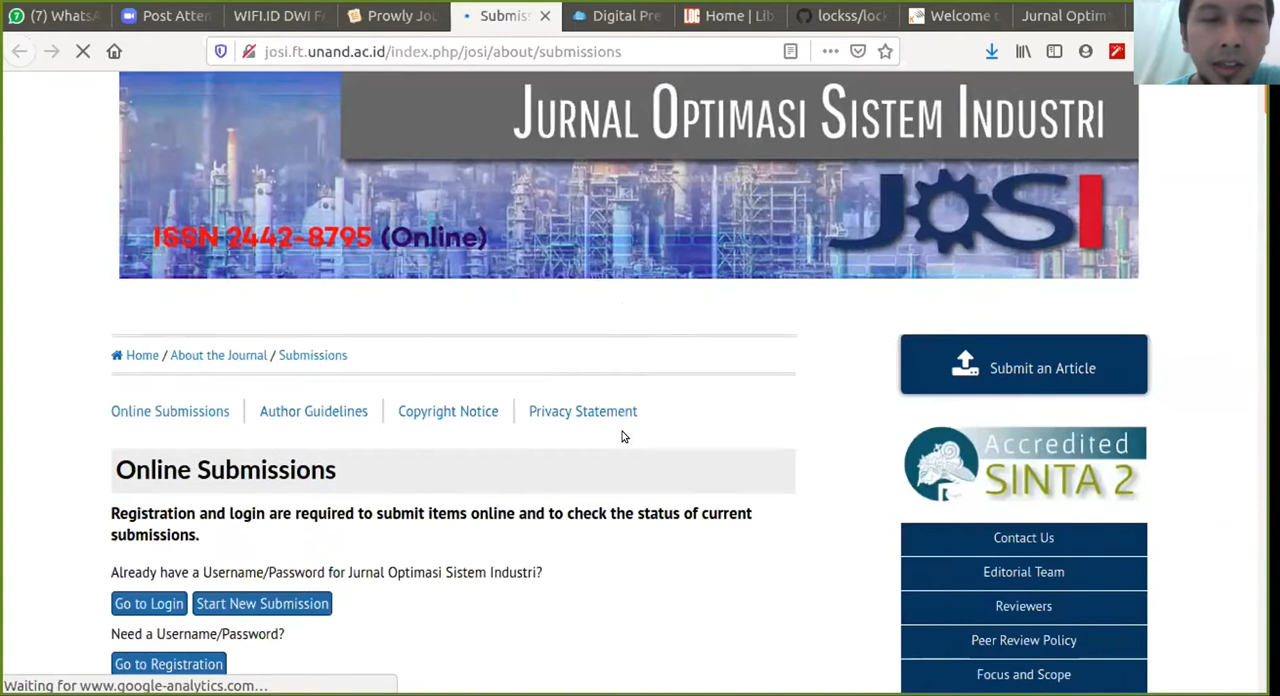 (7) WhatsA
Post Atten
WIFI.ID DWI F
Prowly Jou
Submiss
Digital Pre
LOC
Home | Lib
lockss/lock
Welcome
Jurnal Optim
josi.ft.unand.ac.id/index.php/josi/about/submissions
JURNAL OPTIMASI SISTEM INDUSTRI
JOSI
ISSN 2442-8795 (Online)
Home / About the Journal / Submissions
Submit an Article
Online Submissions
Author Guidelines
Copyright Notice
Privacy Statement
Accredited
SINTA 2
Online Submissions
Registration and login are required to submit items online and to check the status of current
submissions.
Already have a Username/Password for Jurnal Optimasi Sistem Industri?
Go to Login
Start New Submission
Need a Username/Password?
Go to Registration
Contact Us
Editorial Team
Reviewers
Peer Review Policy
Focus and Scope
Waiting for www.google-analytics.com...